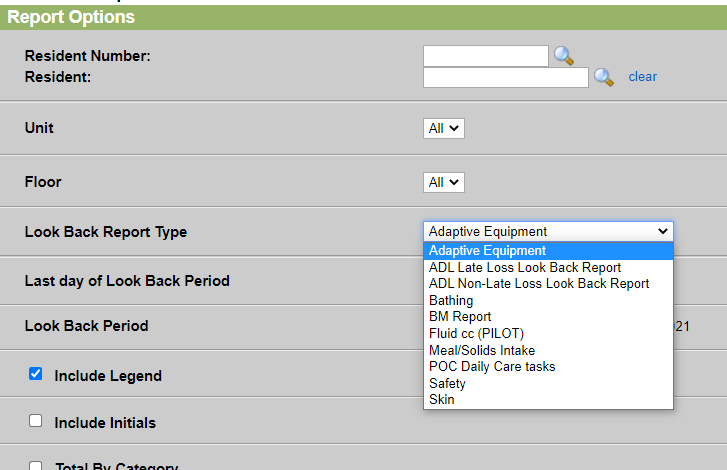 Report Options
Resident Number:
Resident: clear
Unit All
Floor All
Look Back Report Type Adaptive Equipment
Adaptive Equipment
ADL Late Loss Look Back Report
ADL Non-Late Loss Look Back Report
Bathing
BM Report
Fluid cc (PILOT)
Meal/Solids Intake
POC Daily Care tasks
Safety
Skin
Last day of Look Back Period
Look Back Period 21
Include Legend
Include Initials
Total By Category